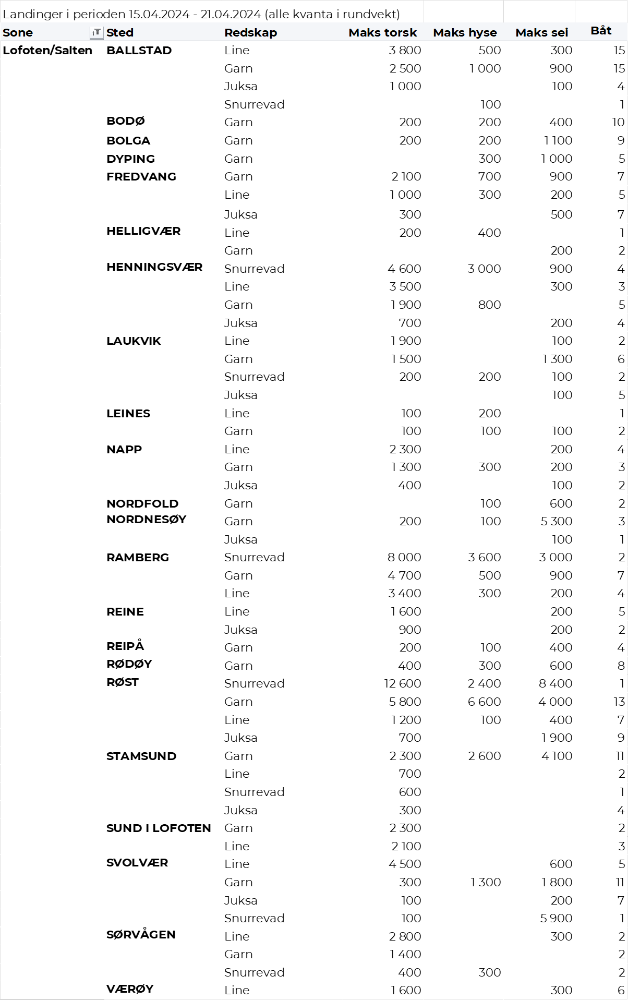 Landinger i perioden 15.04.2024 - 21.04.2024 (alle kvanta i rundvekt)
Sone Sted Redskap Maks torsk Maks hyse Maks sei Båt
Lofoten/Salten BALLSTAD Line 3 800 500 300 15
Garn 2 500 1 000 900 15
Juksa 1 000 100 4
Snurrevad 100 1
BODØ Garn 200 200 400 10
BOLGA Garn 200 200 1 100 9
DYPING Garn 300 1 000 5
FREDVANG Garn 2 100 700 900 7
Line 1 000 300 200 5
Juksa 300 500 7
HELLIGVÆR Line 200 400 1
Garn 200 2
HENNINGSVÆR Snurrevad 4 600 3 000 900 4
Line 3 500 300 3
Garn 1 900 800 5
Juksa 700 200 4
LAUKVIK Line 1 900 100 2
Garn 1 500 1 300 6
Snurrevad 200 200 100 2
Juksa 100 5
LEINES Line 100 200 1
Garn 100 100 100 2
NAPP Line 2 300 200 4
Garn 1 300 300 200 3
Juksa 400 100 2
NORDFOLD Garn 100 600 2
NORDNESØY Garn 200 100 5 300 3
Juksa 100 1
RAMBERG Snurrevad 8 000 3 600 3 000 2
Garn 4 700 500 900 7
Line 3 400 300 200 4
REINE Line 1 600 200 5
Juksa 900 200 2
REIPÅ Garn 200 100 400 4
RØDØY Garn 400 300 600 8
RØST Snurrevad 12 600 2 400 8 400 1
Garn 5 800 6 600 4 000 13
Line 1 200 100 400 7
Juksa 700 1 900 9
STAMSUND Garn 2 300 2 600 4 100 11
Line 700 2
Snurrevad 600 1
Juksa 300 4
SUND I LOFOTEN Garn 2 300 2
Line 2 100 3
SVOLVÆR Line 4 500 600 5
Garn 300 1 300 1 800 11
Juksa 100 200 7
Snurrevad 100 5 900 1
SØRVÅGEN Line 2 800 300 2
Garn 1 400 2
Snurrevad 400 300 2
VÆRØY Line 1 600 300 6